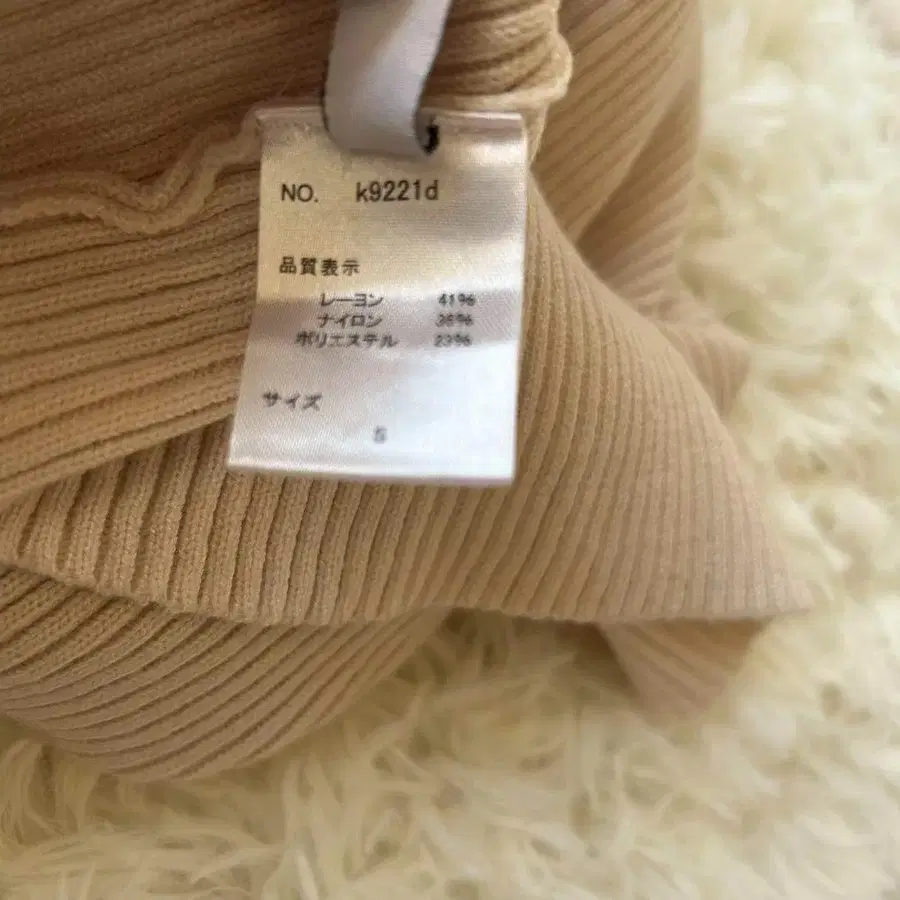 NO. k9221d
品質表示
レーヨン 41%
ナイロン 36%
ポリエステル 23%
サイズ
S